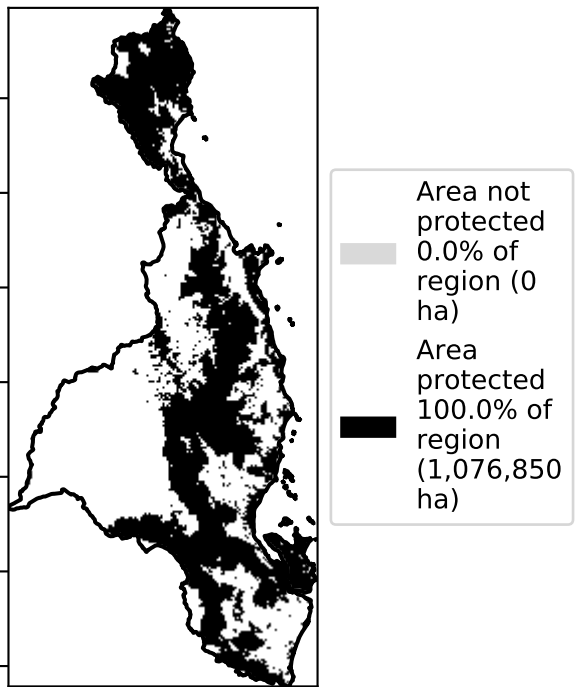 Area not
protected
0.0% of
region (0
ha)
Area
protected
100.0% of
region
(1,076,850
ha)